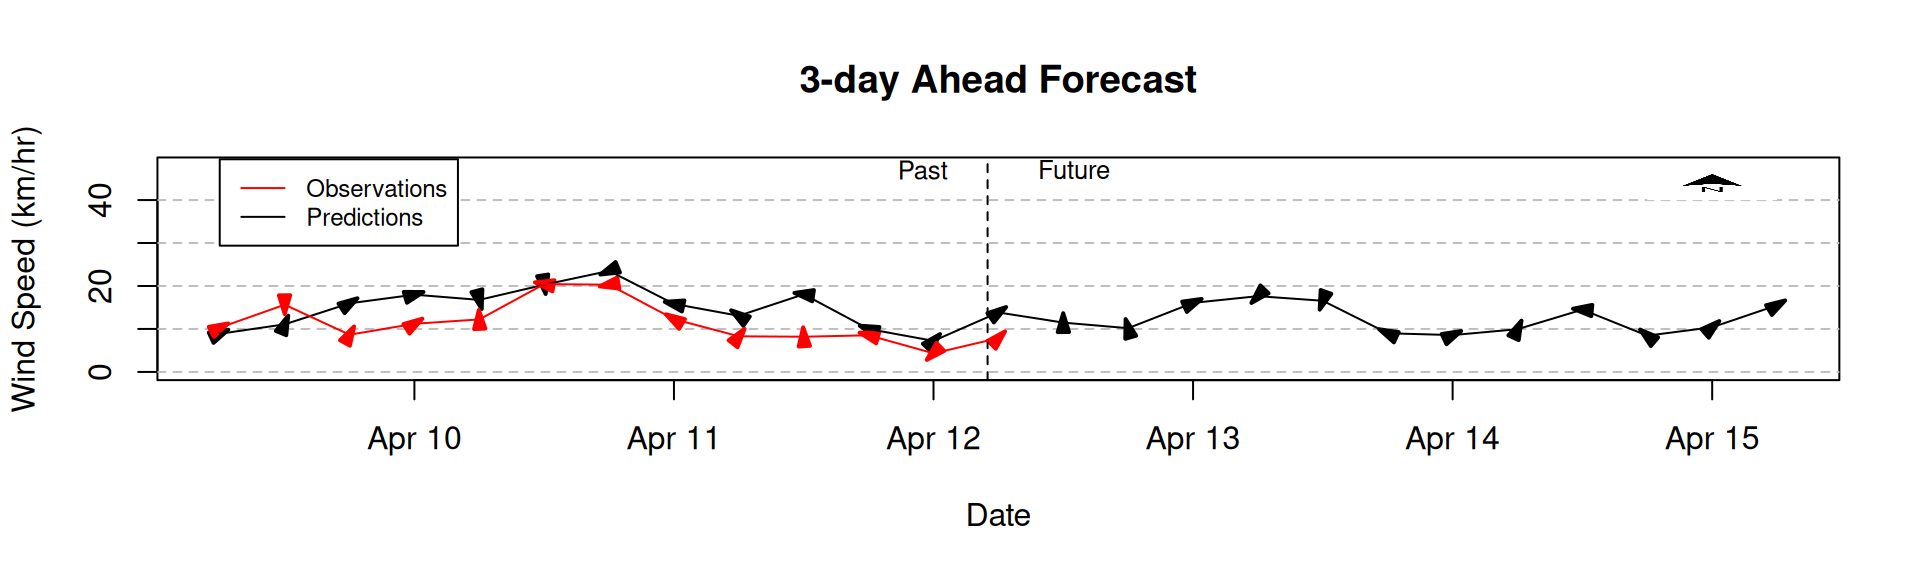 3-day Ahead Forecast
Wind Speed (km/hr)
Past
Future
Observations
Predictions
N
40
20
0
Apr 10
Apr 11
Apr 12
Apr 13
Apr 14
Apr 15
Date